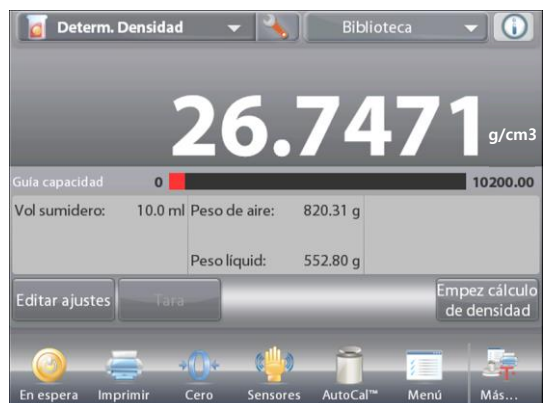 Determ. Densidad Biblioteca
26.7471 g/cm3
Guía capacidad 0 10200.00
Vol sumidero: 10.0 ml Peso de aire: 820.31 g
Peso líquid: 552.80 g
Editar ajustes Tara Empez cálculo
de densidad
En espera Imprimir Cero Sensores AutoCal™ Menú Más...